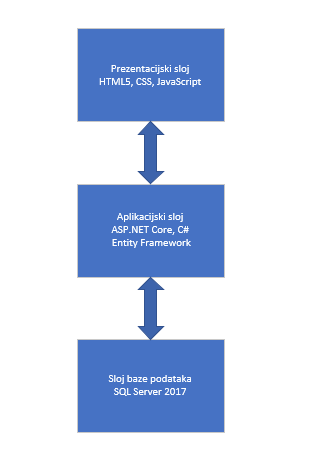 Prezentacijski sloj
HTML5, CSS, JavaScript
Aplikacijski sloj
ASP.NET Core, C#
Entity Framework
Sloj baze podataka
SQL Server 2017